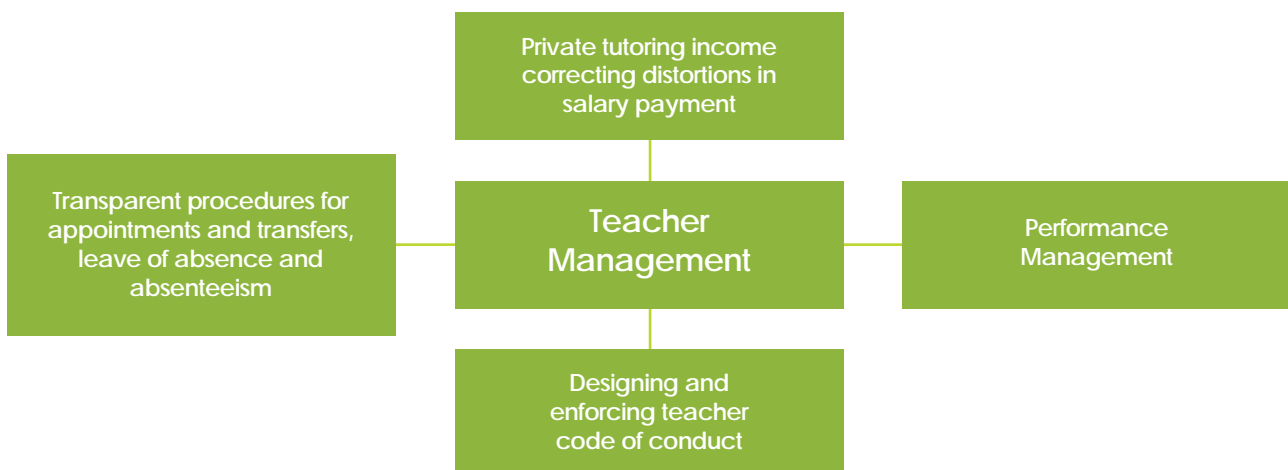 Private tutoring income
correcting distortions in
salary payment
Transparent procedures for
appointments and transfers,
leave of absence and
absenteeism
Teacher
Management
Performance
Management
Designing and
enforcing teacher
code of conduct